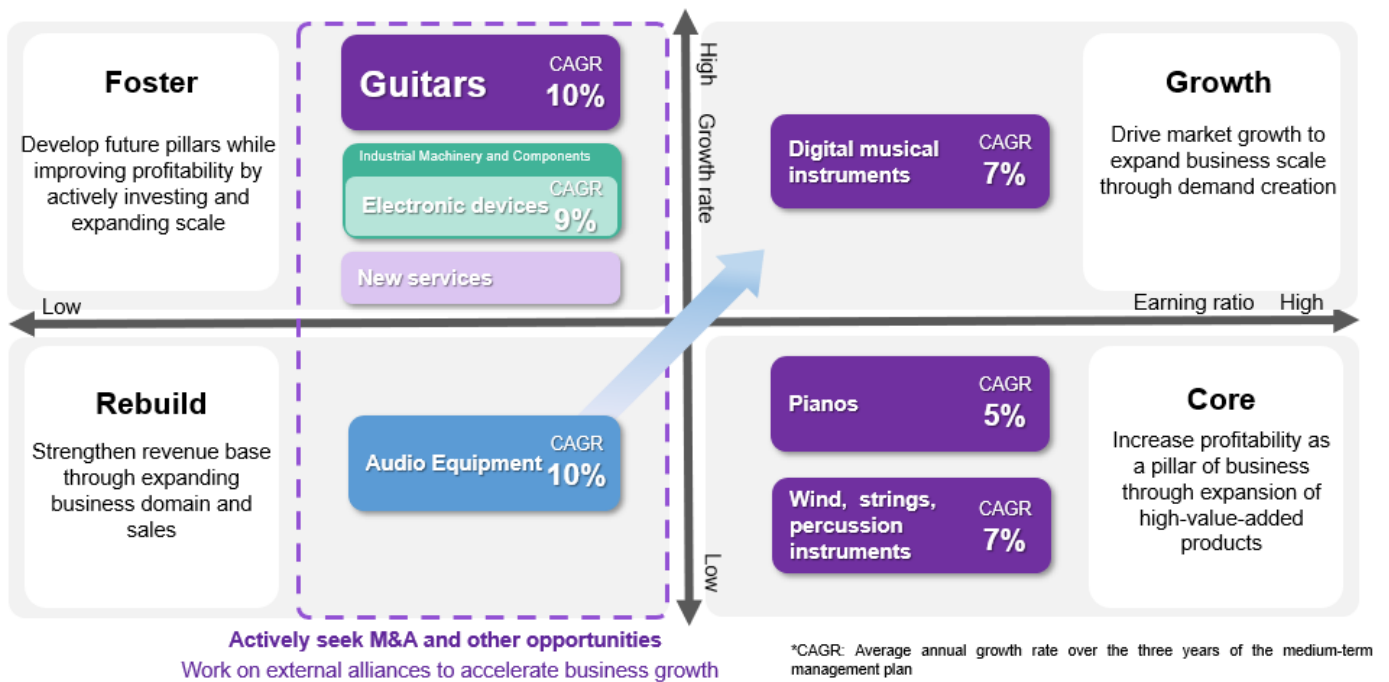 Foster
Develop future pillars while
improving profitability by
actively investing and
expanding scale
Guitars
CAGR
10%
Industrial Machinery and Components
Electronic devices
CAGR
9%
New services
High
Growth rate
Digital musical
instruments
CAGR
7%
Growth
Drive market growth to
expand business scale
through demand creation
Low
Earning ratio High
Rebuild
Strengthen revenue base
through expanding
business domain and
sales
Audio Equipment
CAGR
10%
Low
Pianos
CAGR
5%
Wind, strings,
percussion
instruments
CAGR
7%
Core
Increase profitability as
a pillar of business
through expansion of
high-value-added
products
Actively seek M&A and other opportunities
Work on external alliances to accelerate business growth
*CAGR: Average annual growth rate over the three years of the medium-term
management plan